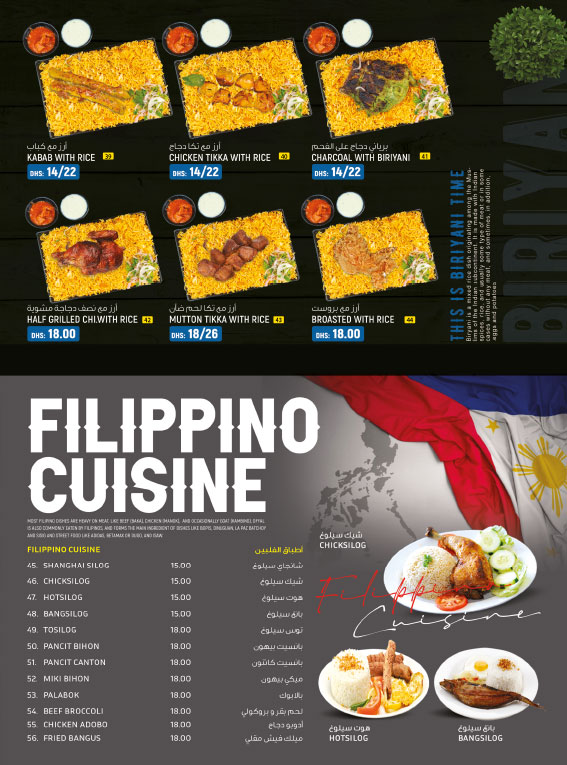 أرز مع كباب
KABAB WITH RICE 39
DHS: 14/22
أرز مع تكا دجاج
CHICKEN TIKKA WITH RICE 40
DHS: 14/22
برياني دجاج على الفحم
CHARCOAL WITH BIRIYANI 41
DHS: 14/22
أرز مع نصف دجاجة مشوية
HALF GRILLED CHI.WITH RICE 42
DHS: 18.00
أرز مع تكا لحم ضأن
MUTTON TIKKA WITH RICE 43
DHS: 18/26
أرز مع بروست
BROASTED WITH RICE 44
DHS: 18.00
THIS IS BIRIYANI TIME
Biryani is a mixed rice dish originating among the Mus-
lims of the Indian subcontinent. It is made with Indian
spices, rice, and usually some type of meat or in some
cases without any meat, and sometimes, in addition,
eggs and potatoes
FILIPPINO
CUISINE
MOST FILIPINO DISHES ARE HEAVY ON MEAT, LIKE BEEF (BAKA), CHICKEN (MANOK), AND OCCASIONALLY GOAT (KAMBING).
IS ALSO COMMONLY EATEN BY FILIPINOS, AND FORMS THE MAIN INGREDIENT OF DISHES LIKE BOPIS, DINUGUAN, LA PAZ BATCHOY
AND SISIG AND STREET FOOD LIKE ADIDAS, BETAMAX OR DUGO, AND ISAW.
FILIPPINO CUISINE أطباق الفلبين
45. SHANGHAI SILOG 15.00 شانجاي سيلوغ
46. CHICKSILOG 15.00 شيك سيلوغ
47. HOTSILOG 15.00 هوت سيلوغ
48. BANGSILOG 15.00 بانق سيلوغ
49. TOSILOG 18.00 توس سيلوغ
50. PANCIT BIHON 18.00 بانسيت بيهون
51. PANCIT CANTON 18.00 بانسيت كانتون
52. MIKI BIHON 18.00 ميكي بيهون
53. PALABOK 18.00 بالابوك
54. BEEF BROCCOLI 18.00 لحم بقر و بروكولي
55. CHICKEN ADOBO 18.00 أدوبو دجاج
56. FRIED BANGUS 18.00 ميلك فيش مقلي
شيك سيلوغ
CHICKSILOG
Filippino
Cuisine
هوت سيلوغ
HOTSILOG
بانق سيلوغ
BANGSILOG